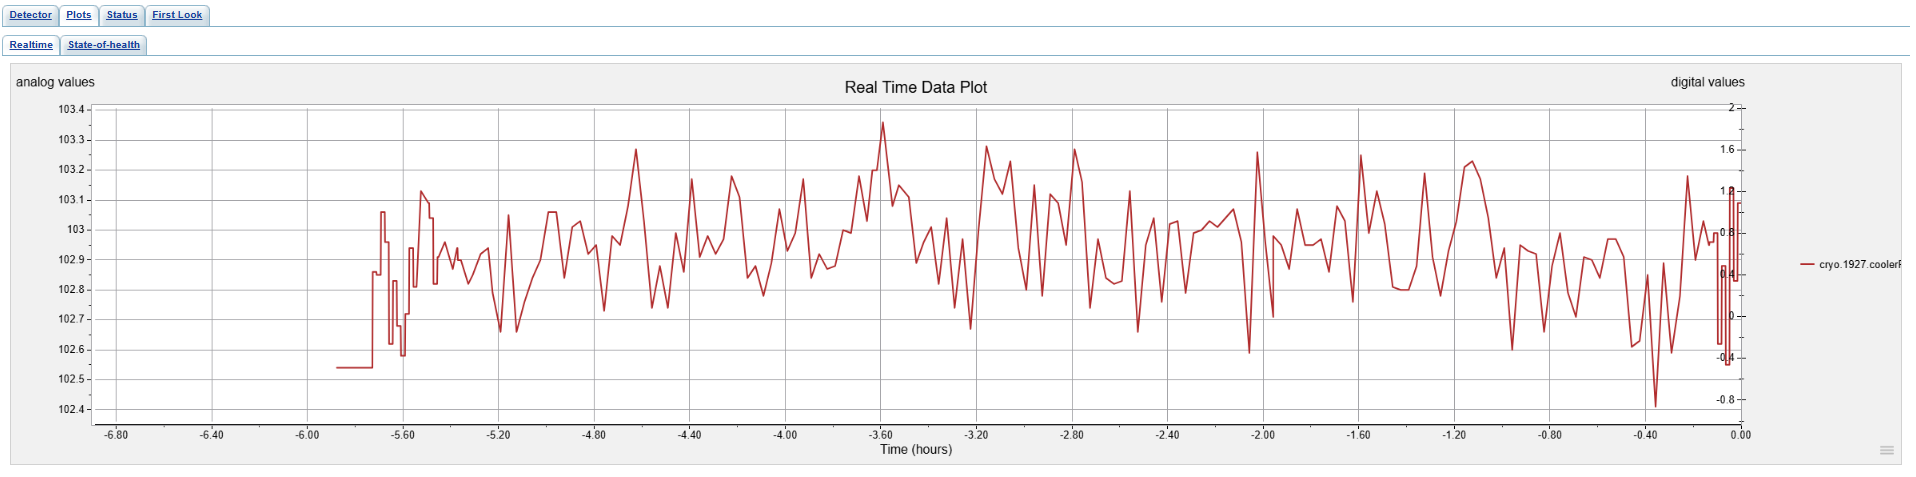 Detector Plots Status First Look
Realtime State-of-health
analog values
Real Time Data Plot
digital values
103.4
103.3
103.2
103.1
103
102.9
102.8
102.7
102.6
102.5
102.4
2
1.6
1.2
0.8
0.4
0
-0.4
-0.8
cryo.1927.cooler
-6.80 -6.40 -6.00 -5.60 -5.20 -4.80 -4.40 -4.00 -3.60 -3.20 -2.80 -2.40 -2.00 -1.60 -1.20 -0.80 -0.40 0.00
Time (hours)